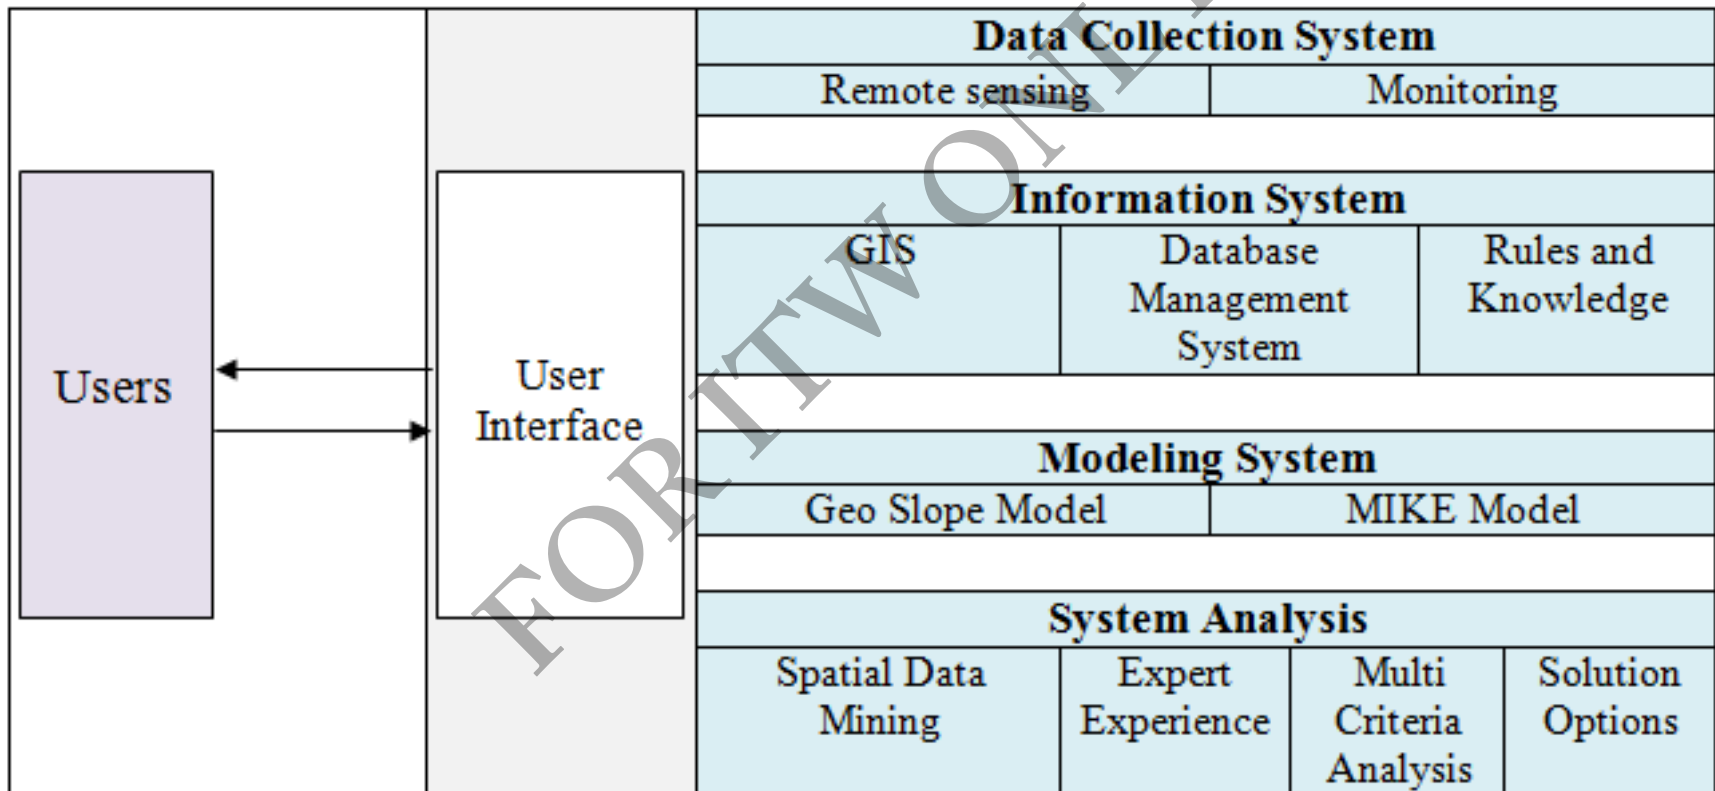 Data Collection System
Remote sensing
Monitoring
Information System
GIS
Database
Management
System
Rules and
Knowledge
Users
User
Interface
Modeling System
Geo Slope Model
MIKE Model
System Analysis
Spatial Data
Mining
Expert
Experience
Multi
Criteria
Analysis
Solution
Options
FOR ITW ONL